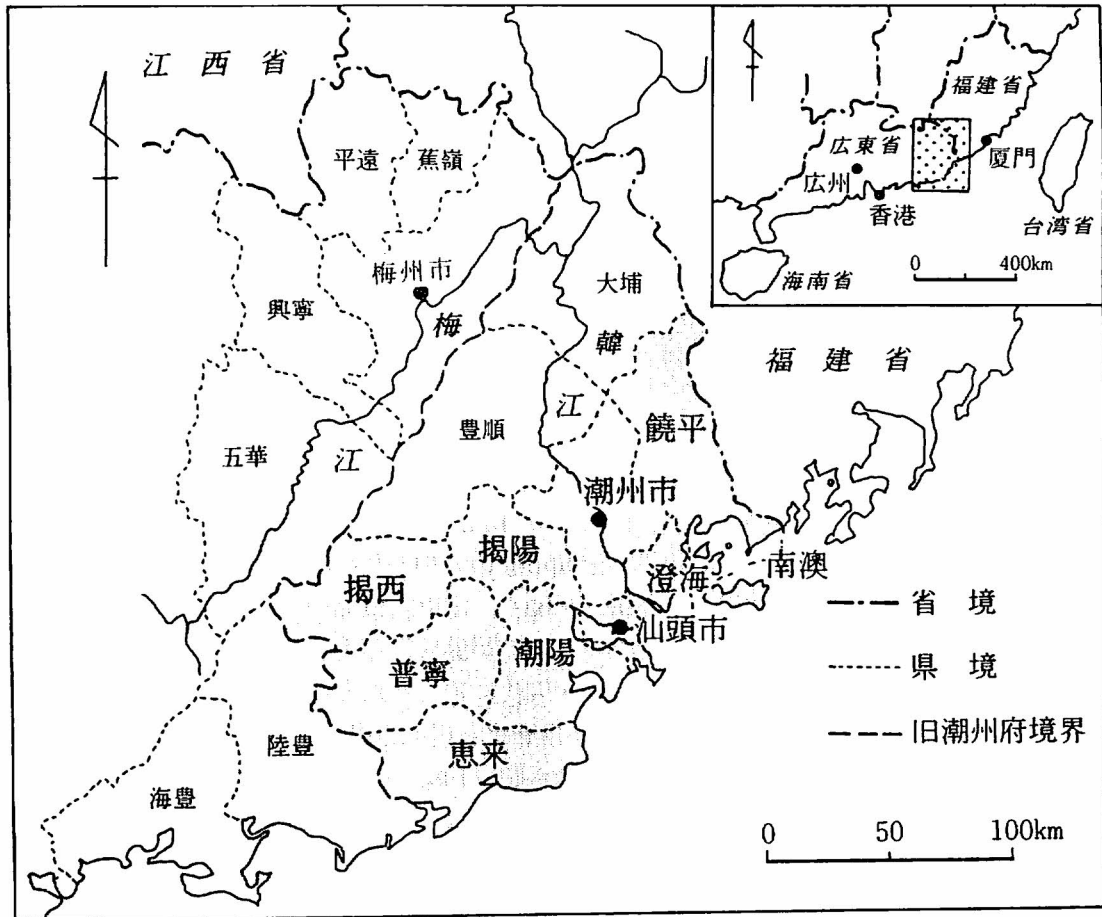 江西省
平遠
蕉嶺
梅州市
興寧
梅
江
大埔
韓
江
饒平
福建省
五華
豊順
潮州市
揭陽
揭西
澄海
南澳
汕頭市
潮陽
普寧
恵来
陸豊
海豊
福建省
広東省
広州
香港
厦門
台湾省
海南省
0 400km
省境
県境
旧潮州府境界
0 50 100km